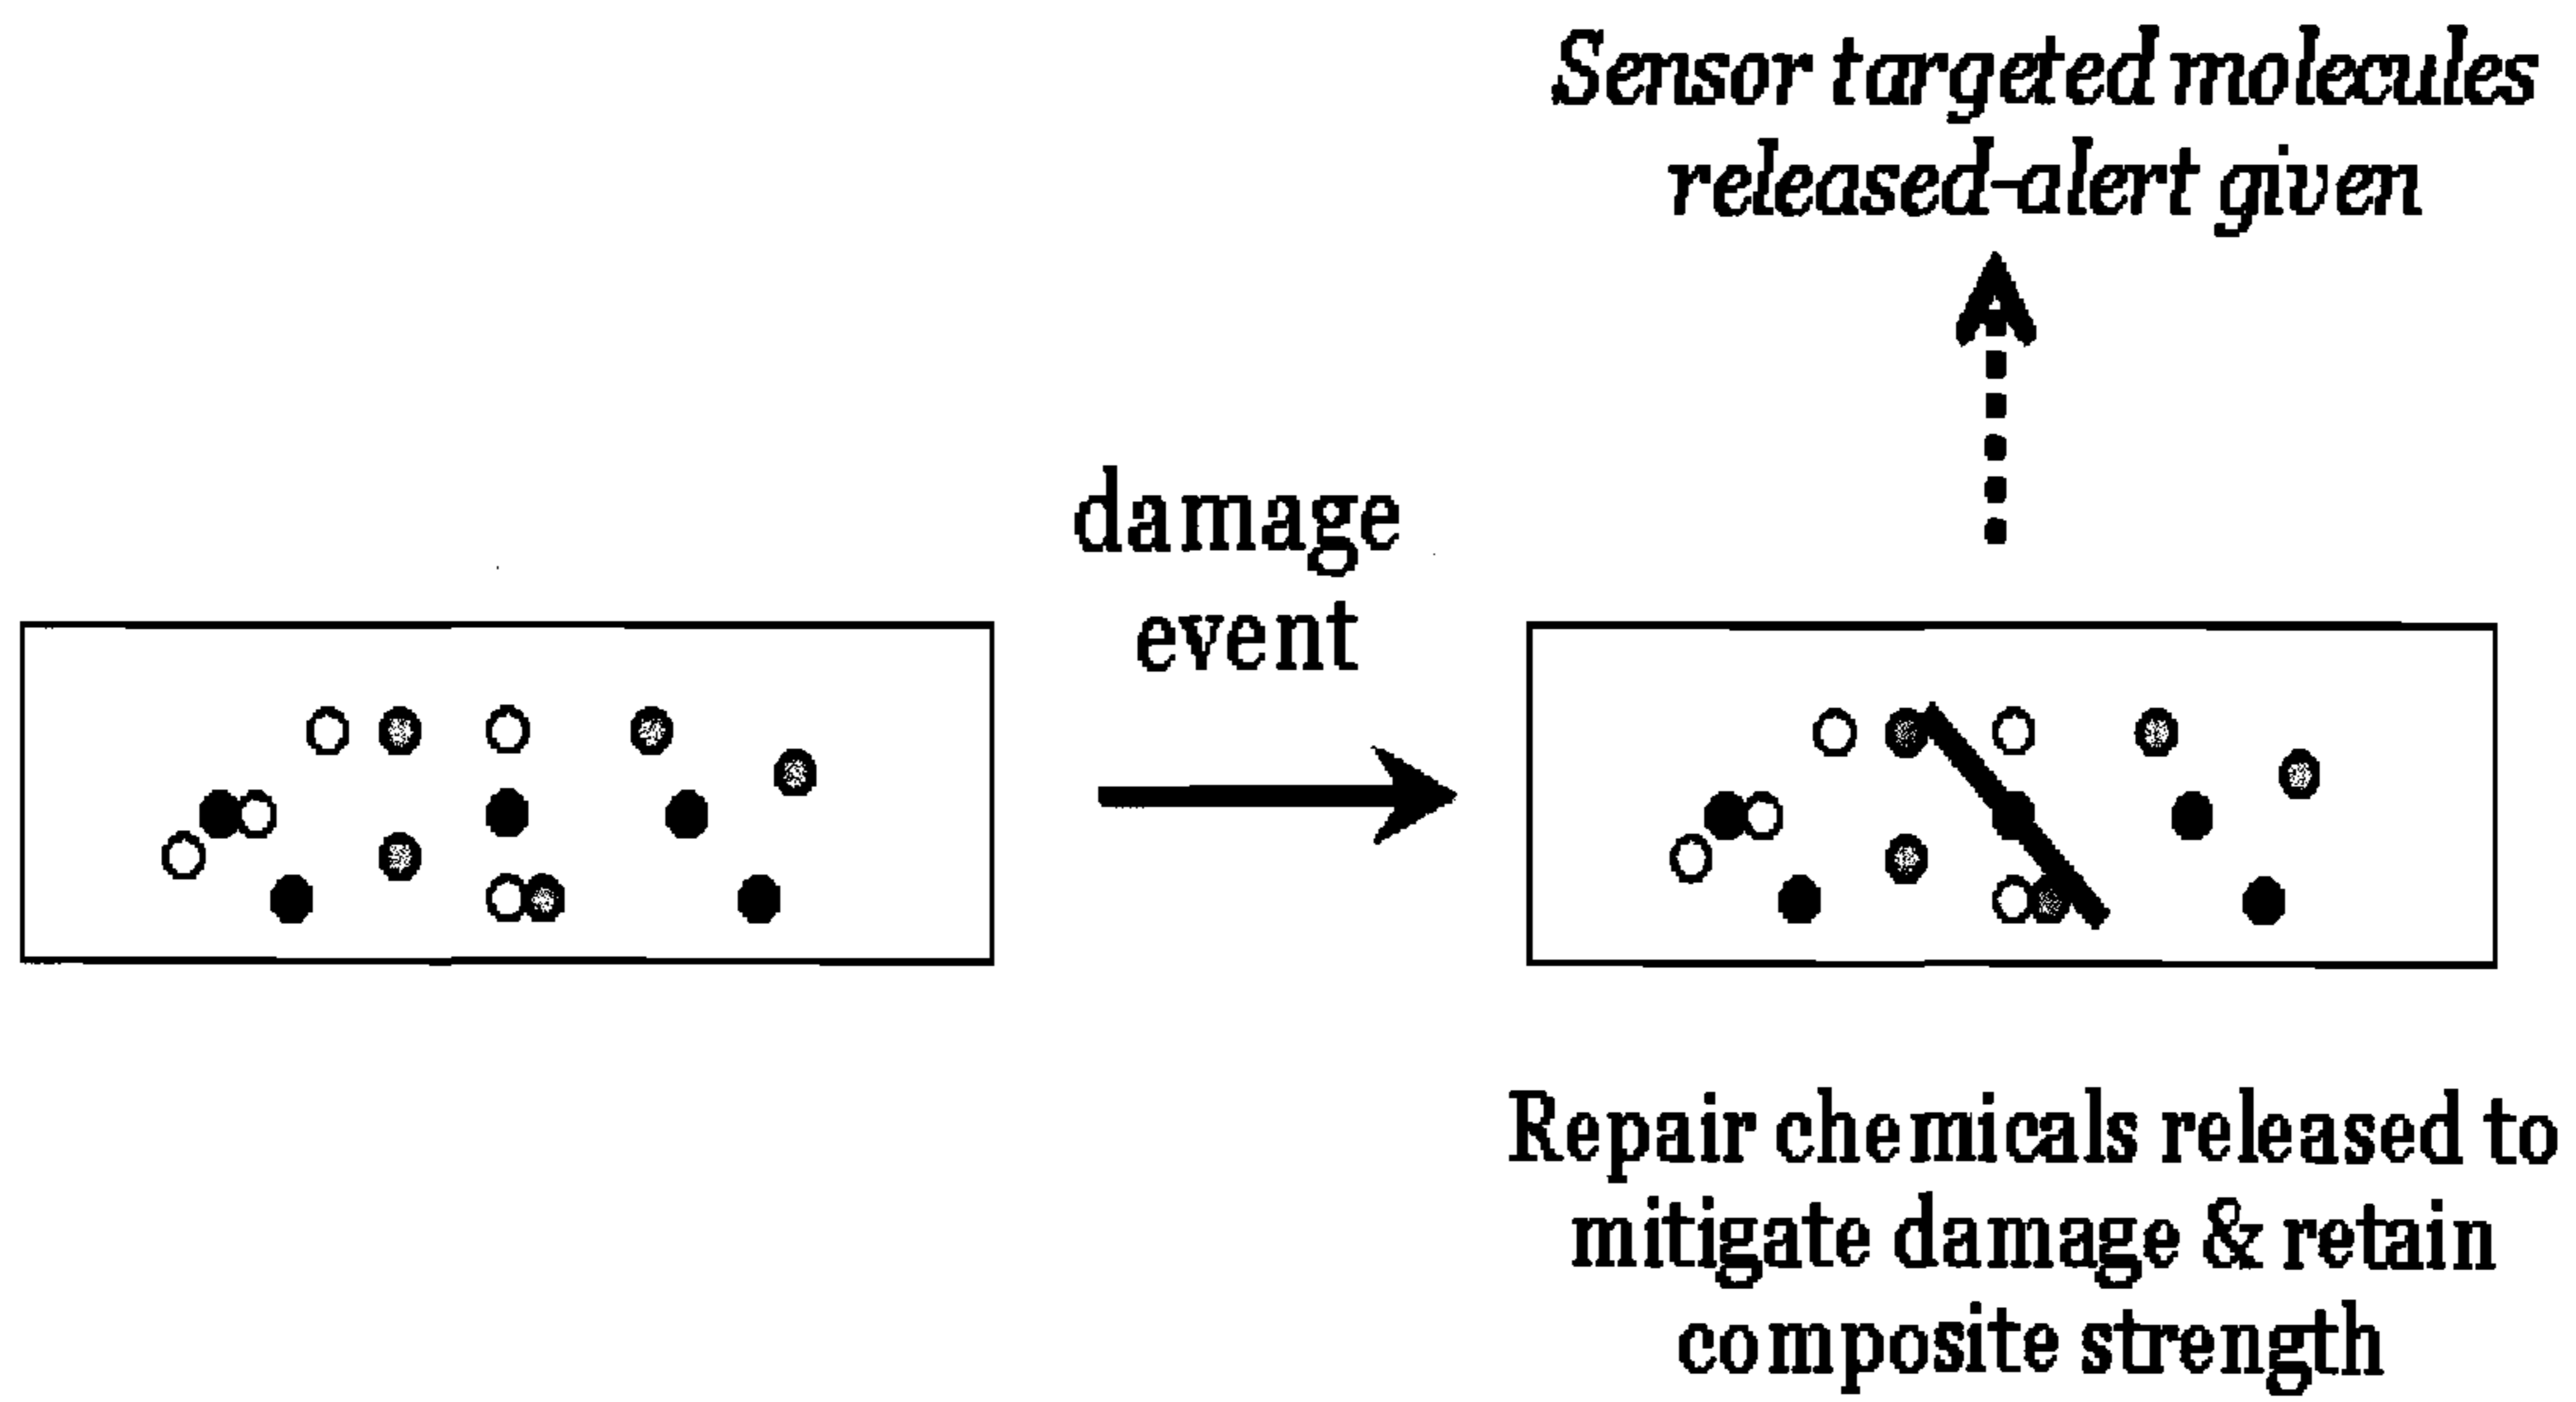 Sensor targeted molecules
released-alert given
damage
event
Repair chemicals released to
mitigate damage & retain
composite strength